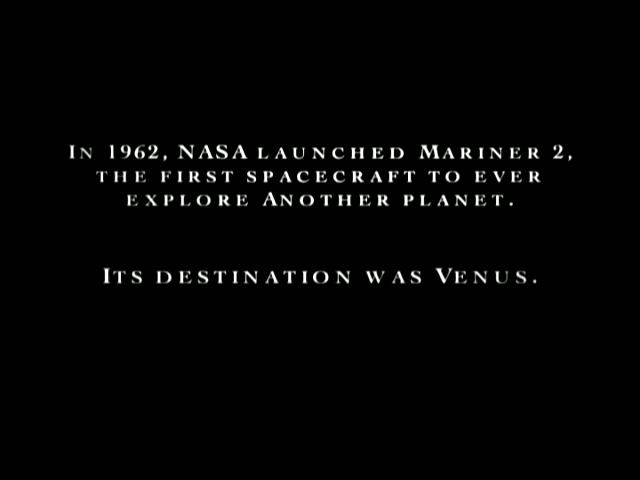 In 1962, NASA launched Mariner 2,
the first spacecraft to ever
explore Another planet.
Its destination was Venus.